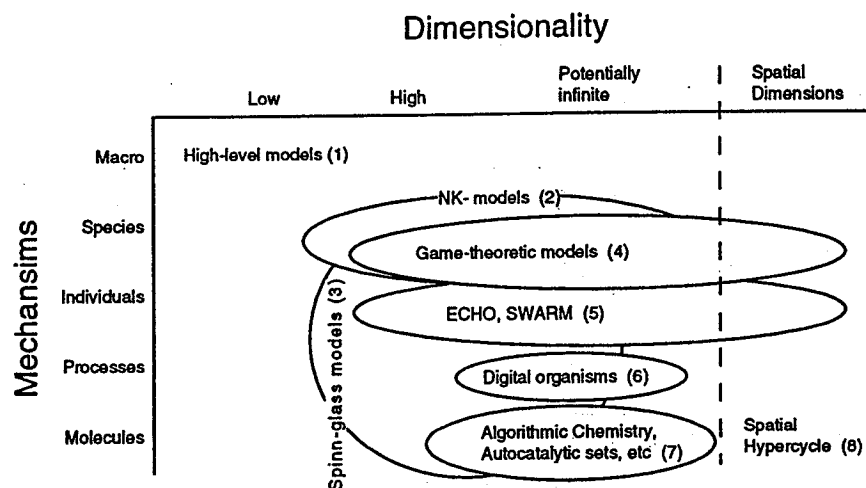 Dimensionality
Low
High
Potentially
infinite
Spatial
Dimensions
Mechansims
Macro
Species
Individuals
Processes
Molecules
High-level models (1)
NK- models (2)
Game-theoretic models (4)
Spinn-glass models (3)
ECHO, SWARM (5)
Digital organisms (6)
Algorithmic Chemistry,
Autocatalytic sets, etc (7)
Spatial
Hypercycle (8)